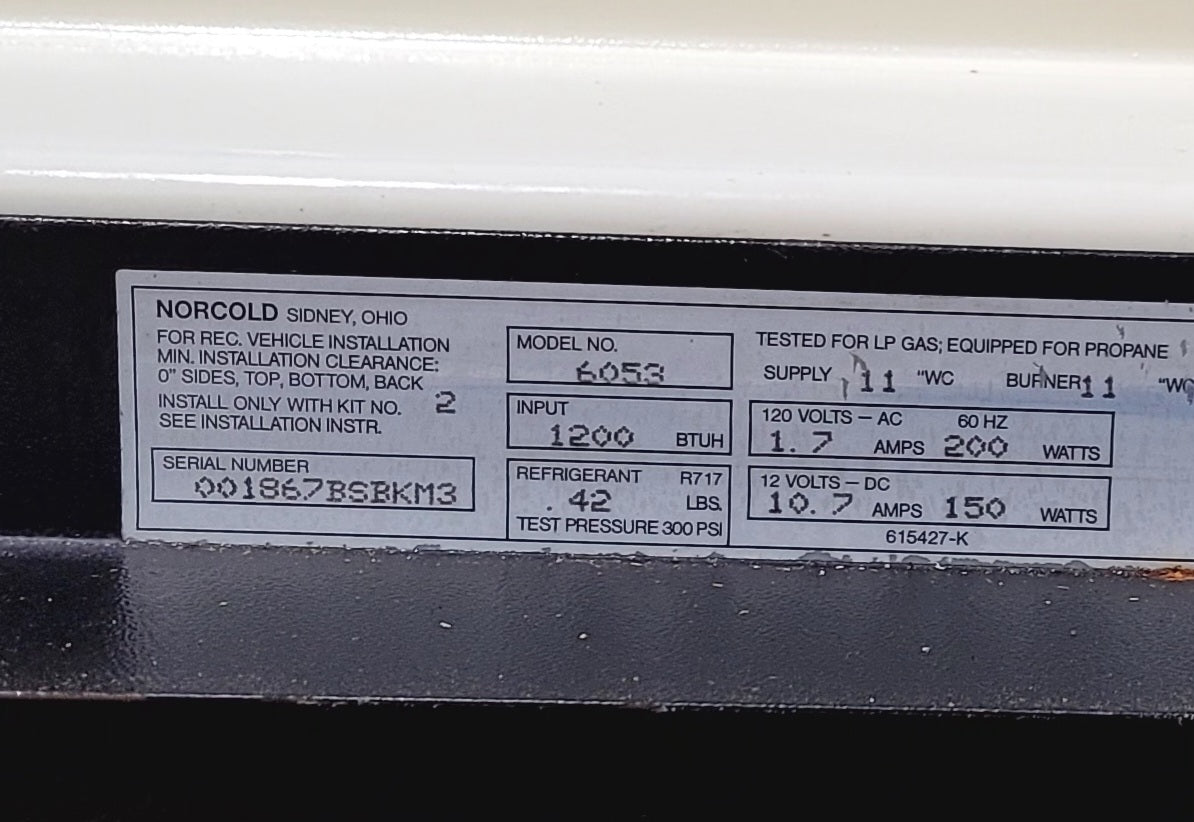 NORCOLD SIDNEY, OHIO
FOR REC. VEHICLE INSTALLATION
MIN. INSTALLATION CLEARANCE:
0" SIDES, TOP, BOTTOM, BACK
INSTALL ONLY WITH KIT NO. 2
SEE INSTALLATION INSTR.
SERIAL NUMBER
001867BSBKM3
MODEL NO.
6053
INPUT
1200 BTUH
REFRIGERANT R717
.42 LBS.
TEST PRESSURE 300 PSI
TESTED FOR LP GAS; EQUIPPED FOR PROPANE
SUPPLY 11 "WC BURNER 11 "WC
120 VOLTS – AC 60 HZ
1.7 AMPS 200 WATTS
12 VOLTS – DC
10.7 AMPS 150 WATTS
615427-K